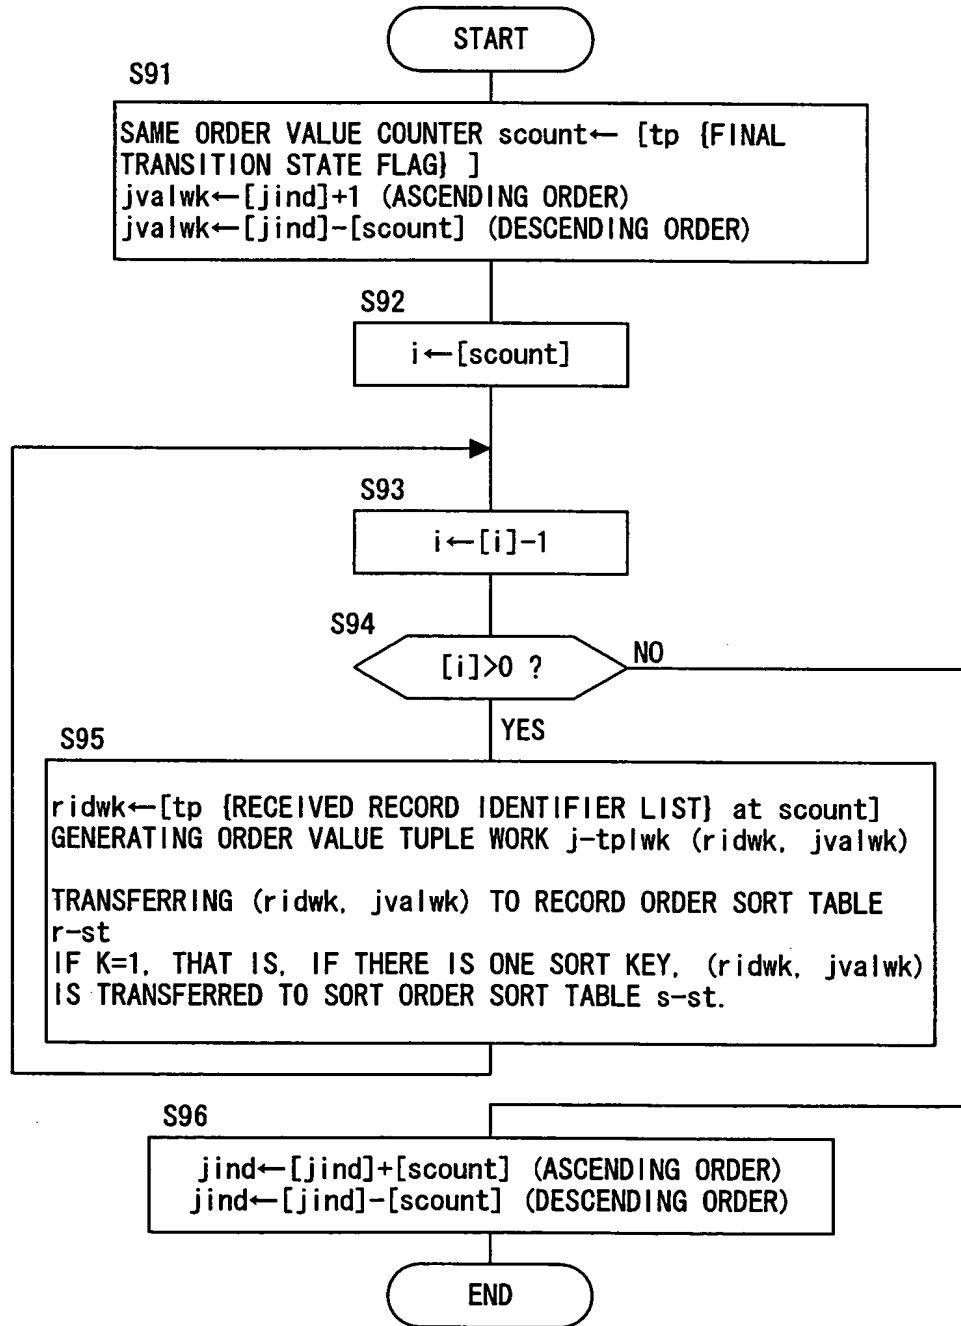 START
S91
SAME ORDER VALUE COUNTER scount← [tp {FINAL
TRANSITION STATE FLAG} ]
jvalwk←[jind]+1 (ASCENDING ORDER)
jvalwk←[jind]-[scount] (DESCENDING ORDER)
S92
i←[scount]
S93
i←[i]-1
S94
[i]>0 ?
NO
YES
S95
ridwk←[tp {RECEIVED RECORD IDENTIFIER LIST} at scount]
GENERATING ORDER VALUE TUPLE WORK j-tplwk (ridwk, jvalwk)
TRANSFERRING (ridwk, jvalwk) TO RECORD ORDER SORT TABLE
r-st
IF K=1, THAT IS, IF THERE IS ONE SORT KEY, (ridwk, jvalwk)
IS TRANSFERRED TO SORT ORDER SORT TABLE s-st.
S96
jind←[jind]+[scount] (ASCENDING ORDER)
jind←[jind]-[scount] (DESCENDING ORDER)
END